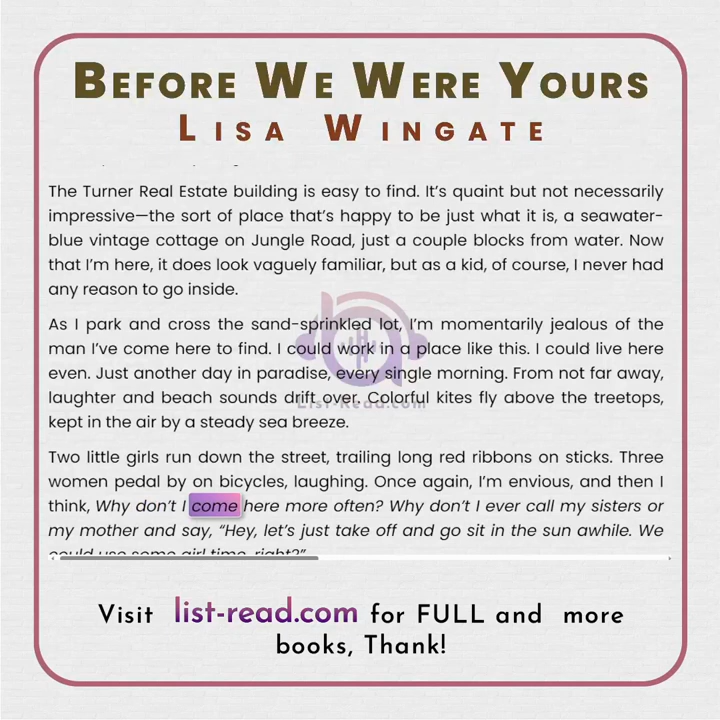 BEFORE WE WERE YOURS
LISA WINGATE
The Turner Real Estate building is easy to find. It's quaint but not necessarily
impressive—the sort of place that's happy to be just what it is, a seawater-
blue vintage cottage on Jungle Road, just a couple blocks from water. Now
that I'm here, it does look vaguely familiar, but as a kid, of course, I never had
any reason to go inside.
As I park and cross the sand-sprinkled lot, I'm momentarily jealous of the
man I've come here to find. I could work in a place like this. I could live here
even. Just another day in paradise, every single morning. From not far away,
laughter and beach sounds drift over. Colorful kites fly above the treetops,
List-Read.com
kept in the air by a steady sea breeze.
Two little girls run down the street, trailing long red ribbons on sticks. Three
women pedal by on bicycles, laughing. Once again, I'm envious, and then I
think, Why don't I come here more often? Why don't I ever call my sisters or
my mother and say, "Hey, let's just take off and go sit in the sun awhile. We
could use some girl time, right?"
Visit list-read.com for FULL and more
books, Thank!